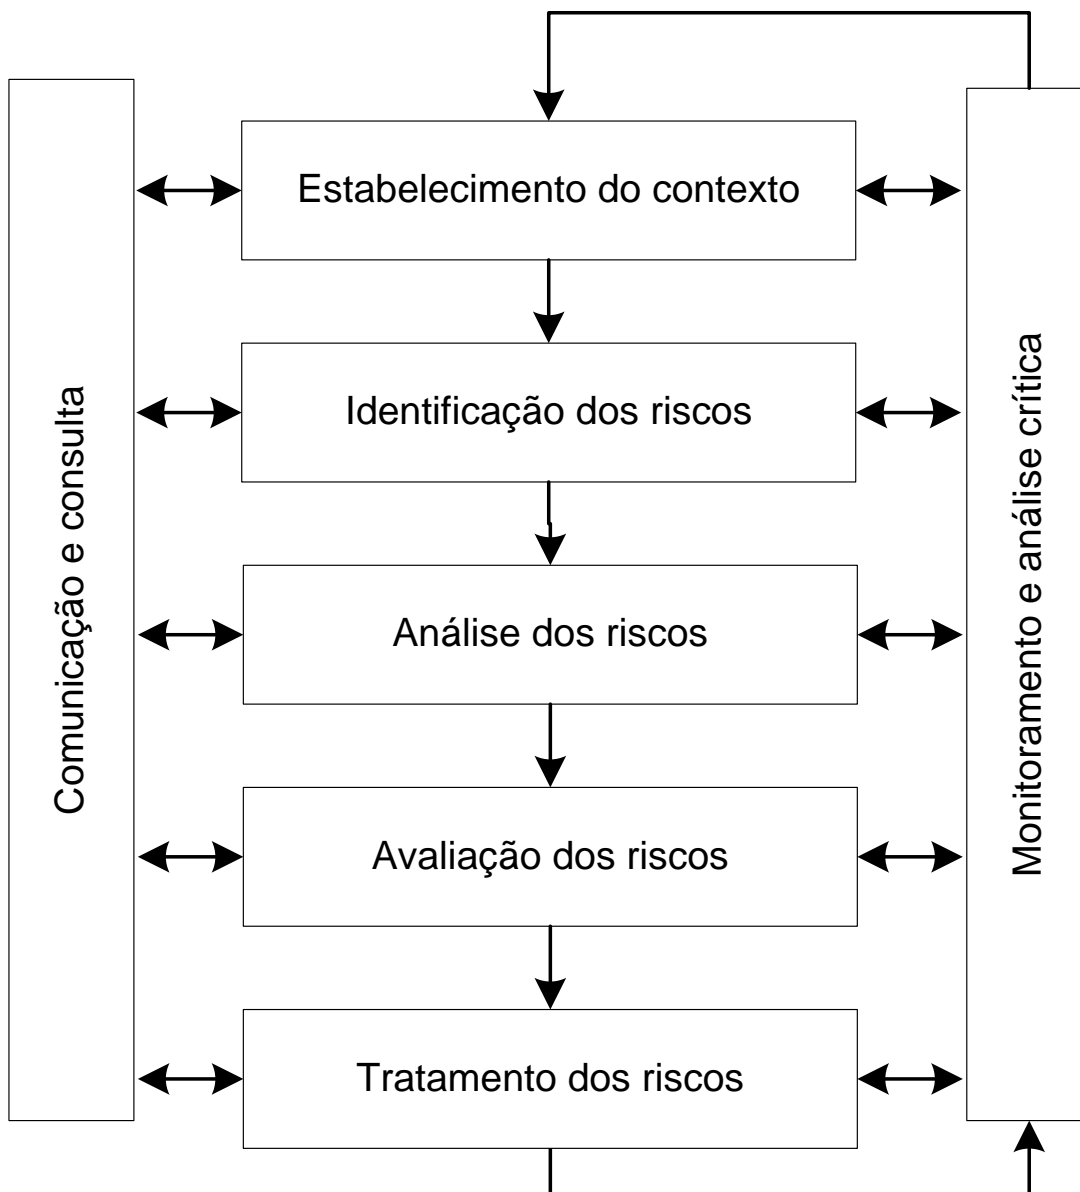 Comunicação e consulta
Estabelecimento do contexto
Identificação dos riscos
Análise dos riscos
Avaliação dos riscos
Tratamento dos riscos
Monitoramento e análise crítica